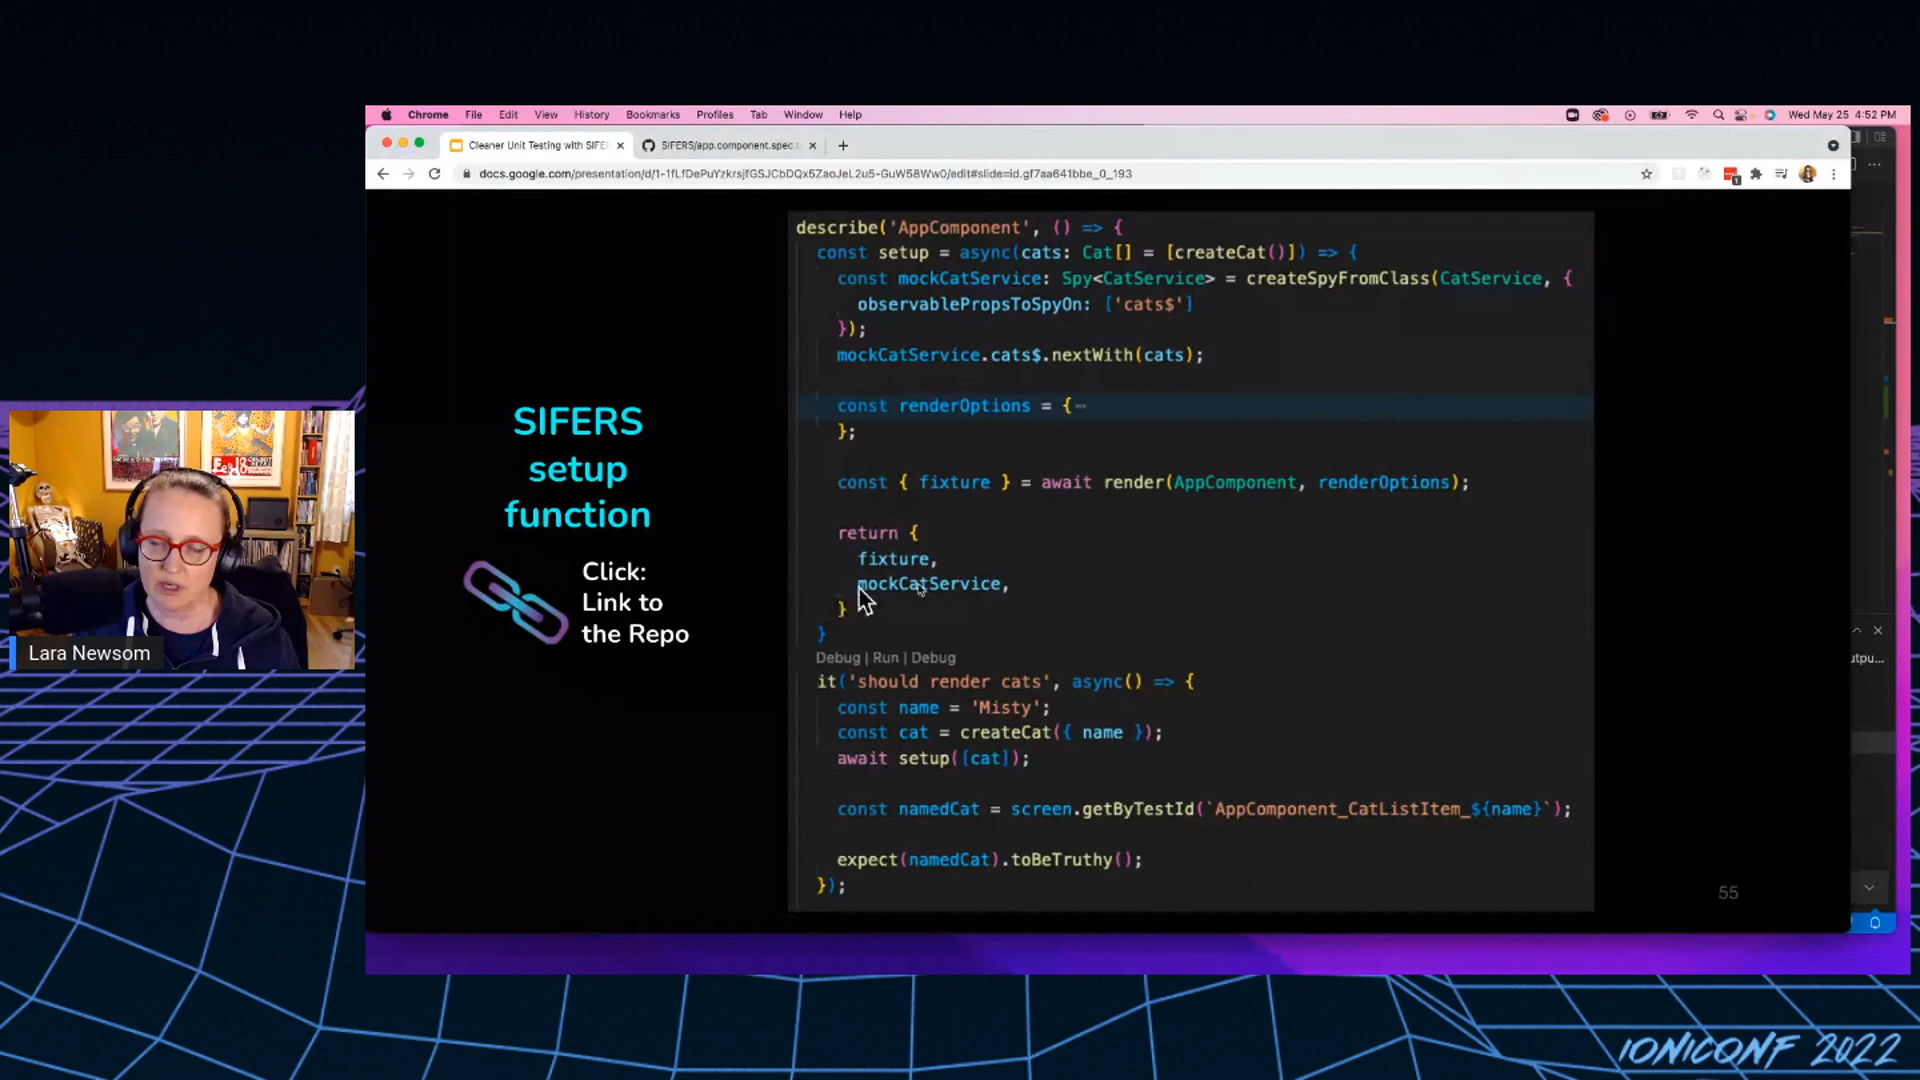 Chrome File Edit View History Bookmarks Profiles Tab Window Help Wed May 25 4:52 PM
Cleaner Unit Testing with SIFE SIFERS/app.component.spec
docs.google.com/presentation/d/1-1fLfDePuYzkrsjfGSJCbDQx5ZaoJeL2u5-GuW58Ww0/edit#slide=id.gf7aa641bbe_0_193
SIFERS
setup
function
Click:
Link to
the Repo
describe('AppComponent', () => {
const setup = async(cats: Cat[] = [createCat()]) => {
const mockCatService: Spy<CatService> = createSpyFromClass(CatService, {
observablePropsToSpyOn: ['cats$']
});
mockCatService.cats$.nextWith(cats);
const renderOptions = {
};
const { fixture } = await render(AppComponent, renderOptions);
return {
fixture,
mockCatService,
}
}
Debug | Run | Debug
it('should render cats', async() => {
const name = 'Misty';
const cat = createCat({ name });
await setup([cat]);
const namedCat = screen.getByTestId(`AppComponent_CatListItem_${name}`);
expect(namedCat).toBeTruthy();
});
55
Lara Newsom
IONICONF 2022